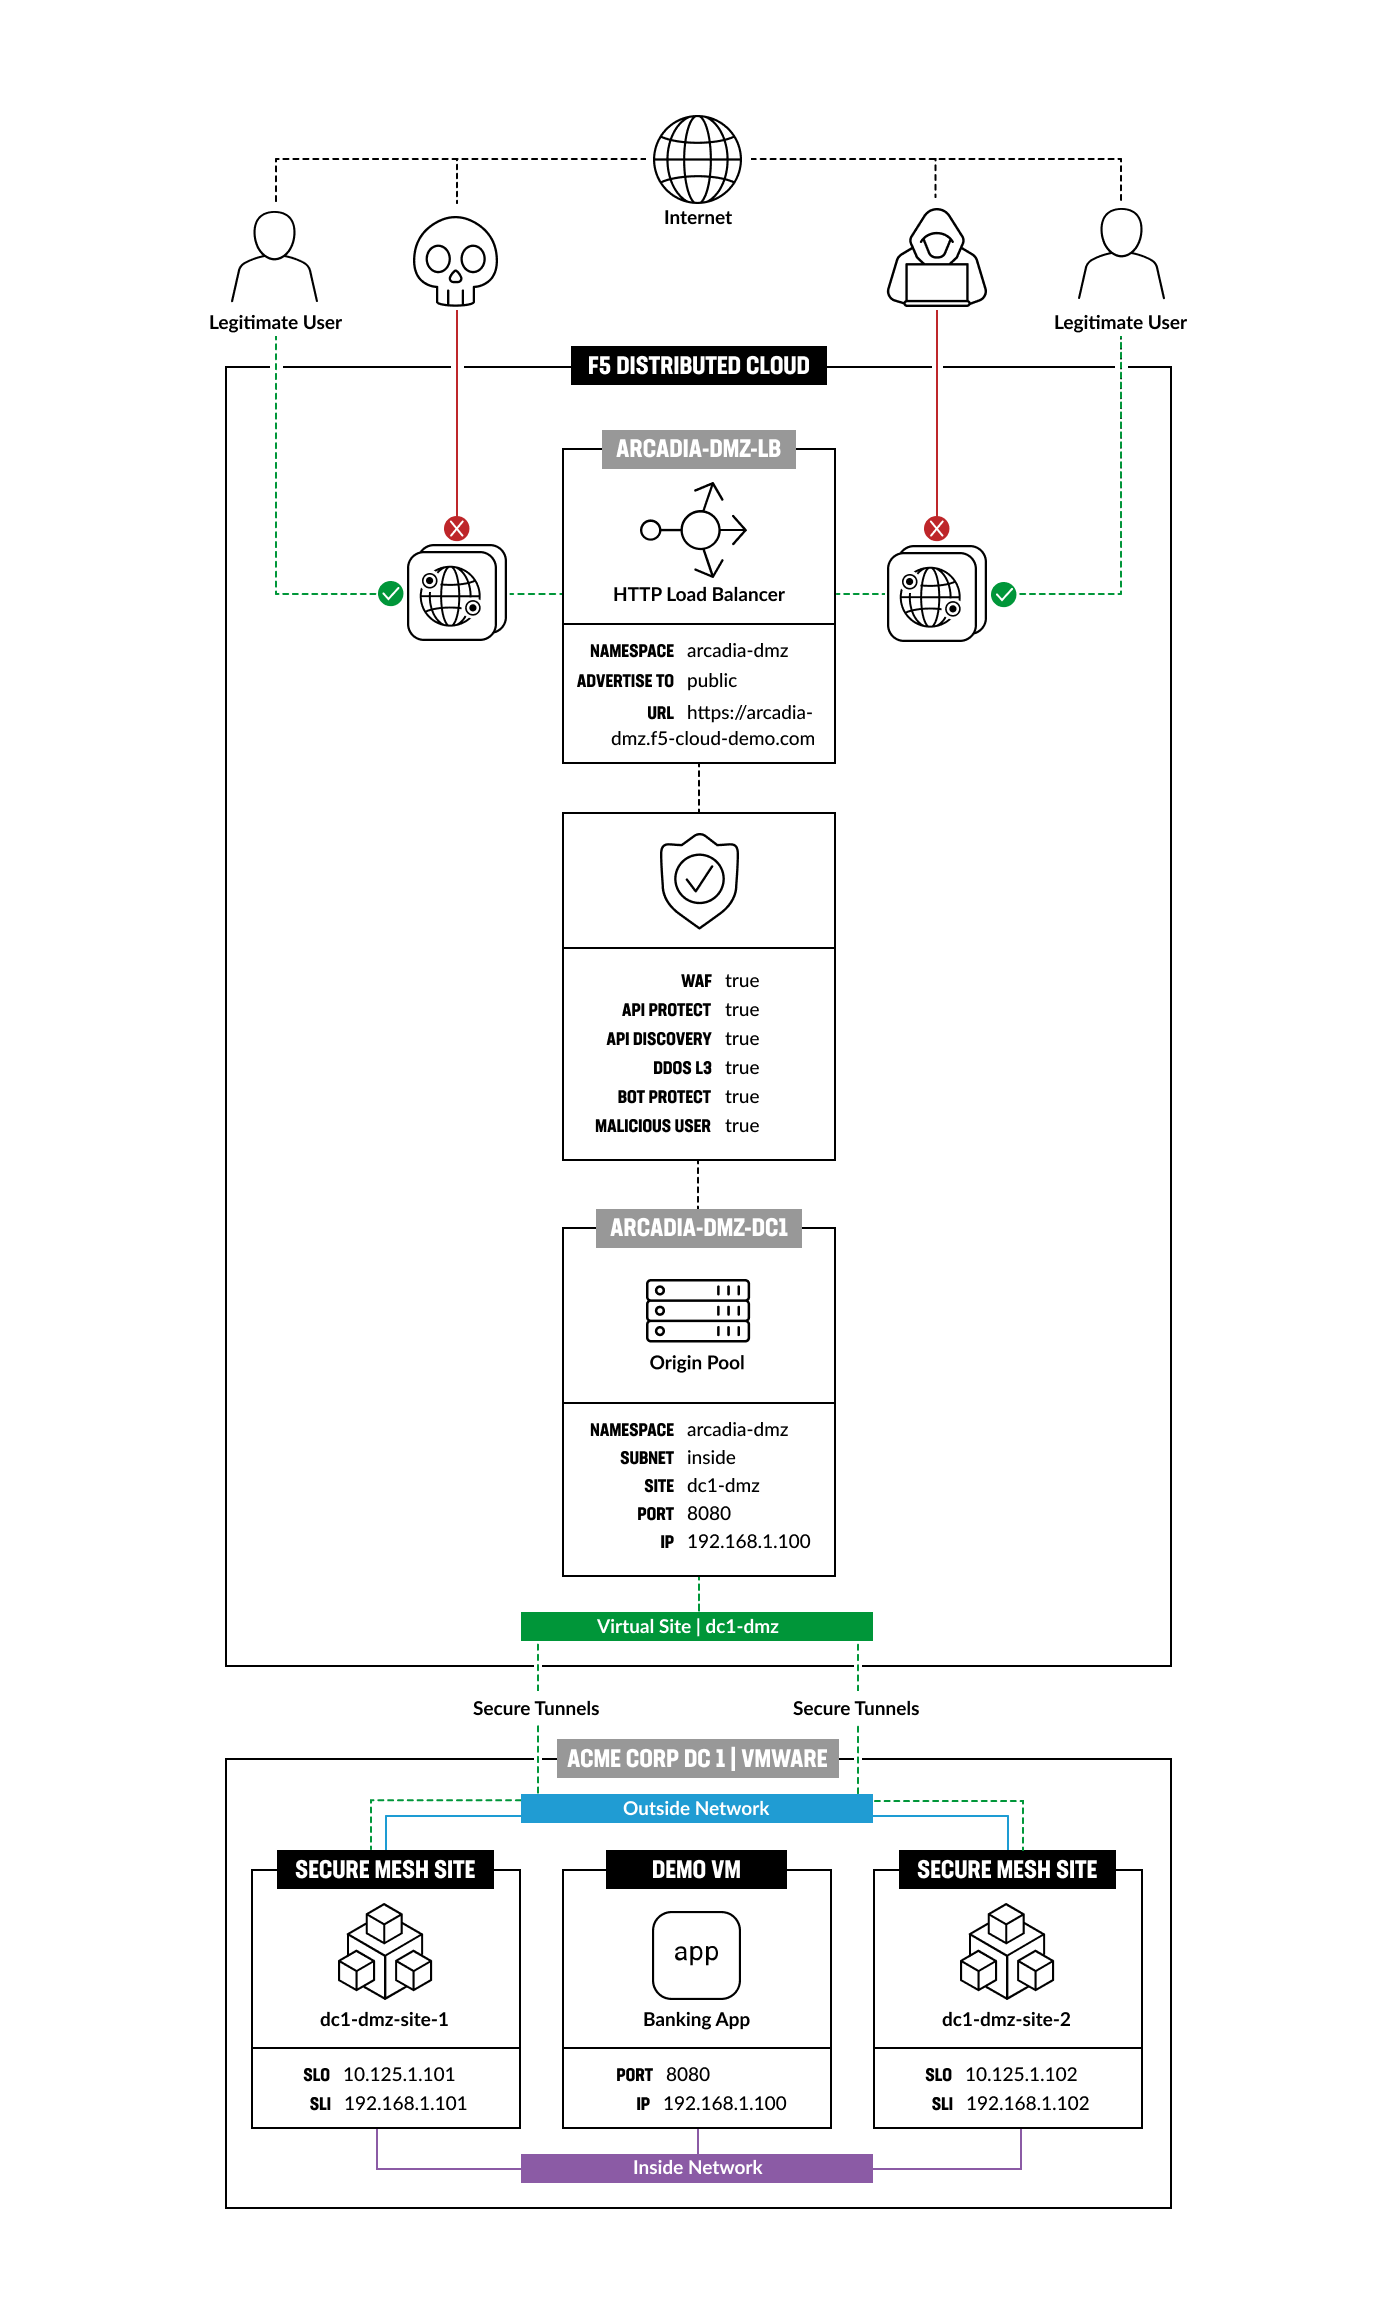 Internet
Legitimate User
Legitimate User
F5 DISTRIBUTED CLOUD
ARCADIA-DMZ-LB
HTTP Load Balancer
NAMESPACE arcadia-dmz
ADVERTISE TO public
URL https://arcadia-
dmz.f5-cloud-demo.com
WAF true
API PROTECT true
API DISCOVERY true
DDOS L3 true
BOT PROTECT true
MALICIOUS USER true
ARCADIA-DMZ-DC1
Origin Pool
NAMESPACE arcadia-dmz
SUBNET inside
SITE dc1-dmz
PORT 8080
IP 192.168.1.100
Virtual Site | dc1-dmz
Secure Tunnels
Secure Tunnels
ACME CORP DC 1 | VMWARE
Outside Network
SECURE MESH SITE
dc1-dmz-site-1
SLO 10.125.1.101
SLI 192.168.1.101
DEMO VM
app
Banking App
PORT 8080
IP 192.168.1.100
SECURE MESH SITE
dc1-dmz-site-2
SLO 10.125.1.102
SLI 192.168.1.102
Inside Network